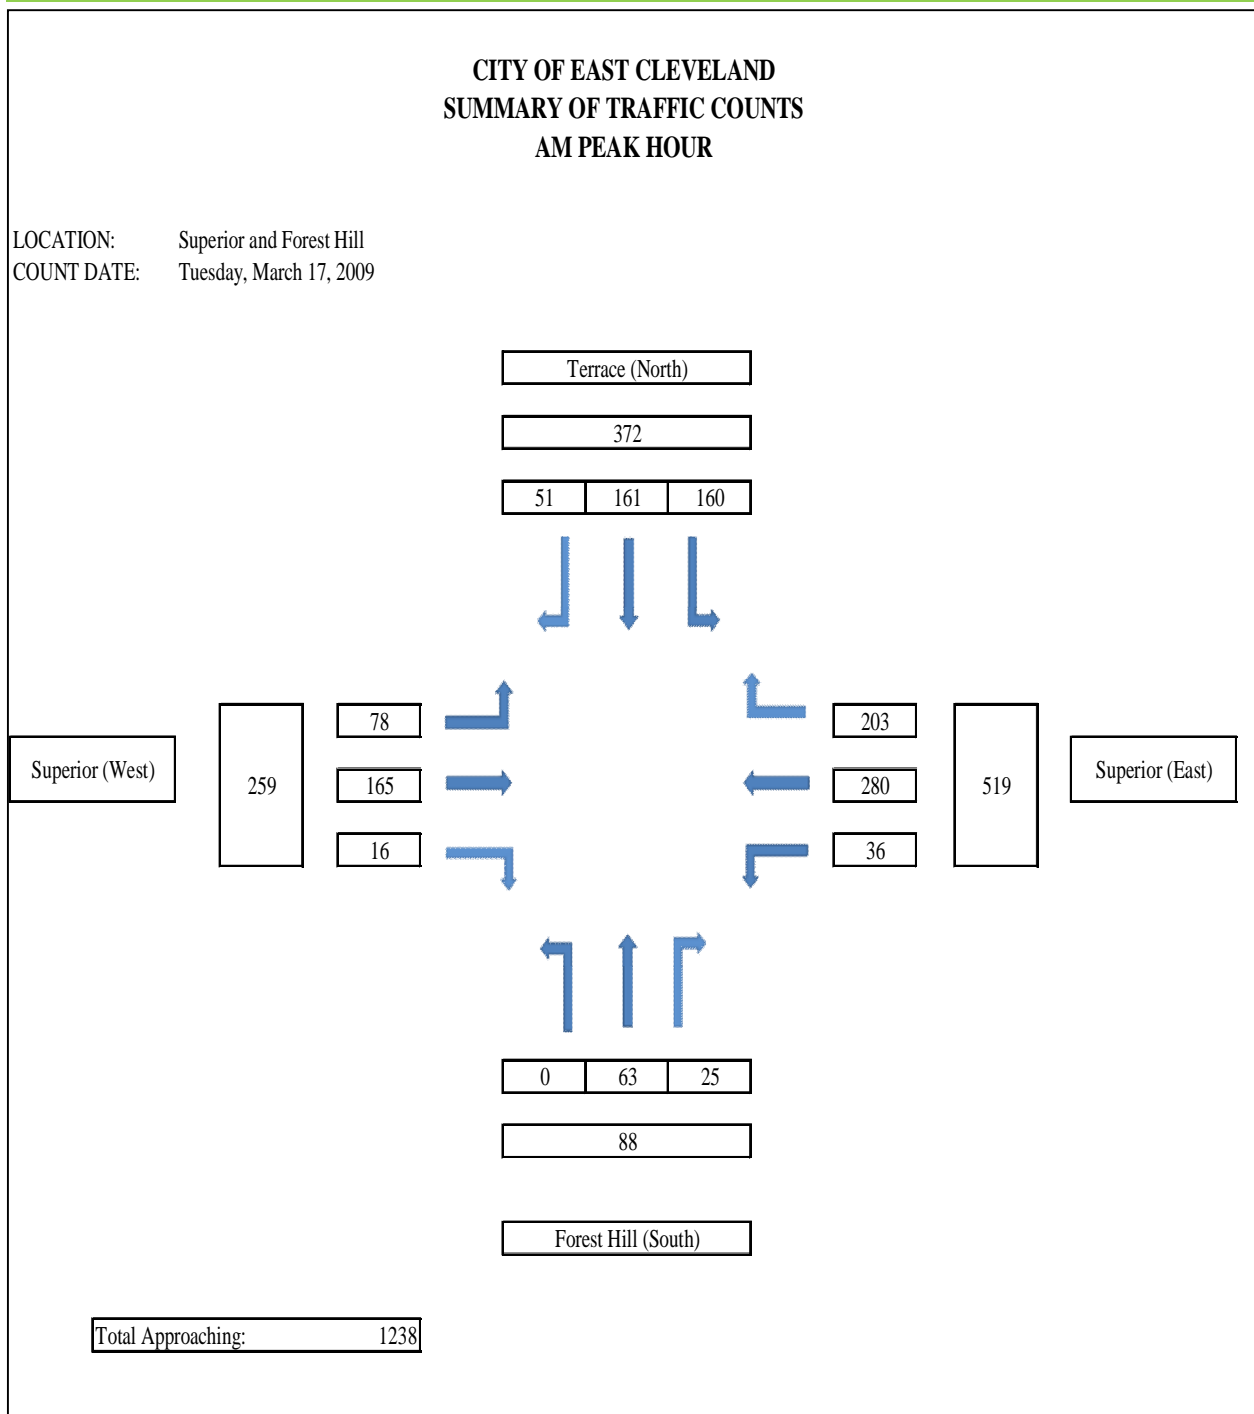 CITY OF EAST CLEVELAND
SUMMARY OF TRAFFIC COUNTS
AM PEAK HOUR
LOCATION: Superior and Forest Hill
COUNT DATE: Tuesday, March 17, 2009
Terrace (North)
372
51 161 160
78
165
16
259
Superior (West)
203
280
36
519
Superior (East)
0 63 25
88
Forest Hill (South)
Total Approaching: 1238